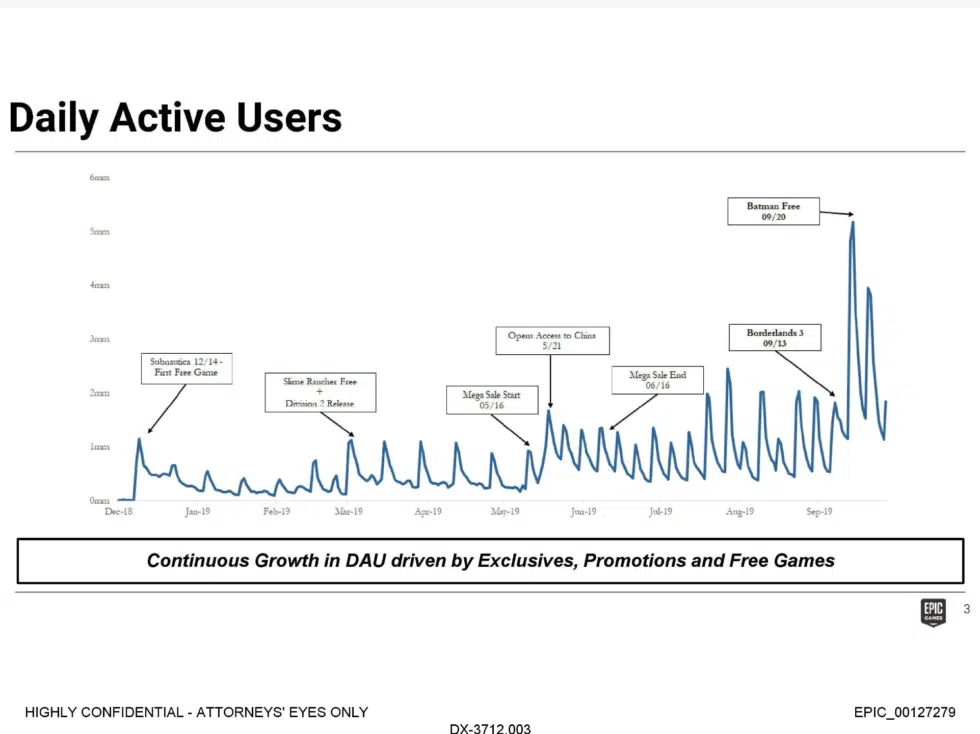 Daily Active Users
6mm
5mm
4mm
3mm
2mm
1mm
0mm
Subnautica 12/14 -
First Free Game
Slime Rancher Free
+
Division 2 Release
Mega Sale Start
05/16
Opens Access to China
5/21
Mega Sale End
06/16
Borderlands 3
09/13
Batman Free
09/20
Dec-18 Jan-19 Feb-19 Mar-19 Apr-19 May-19 Jun-19 Jul-19 Aug-19 Sep-19
Continuous Growth in DAU driven by Exclusives, Promotions and Free Games
EPIC
GAMES
3
HIGHLY CONFIDENTIAL - ATTORNEYS' EYES ONLY
EPIC_00127279
DX-3712.003